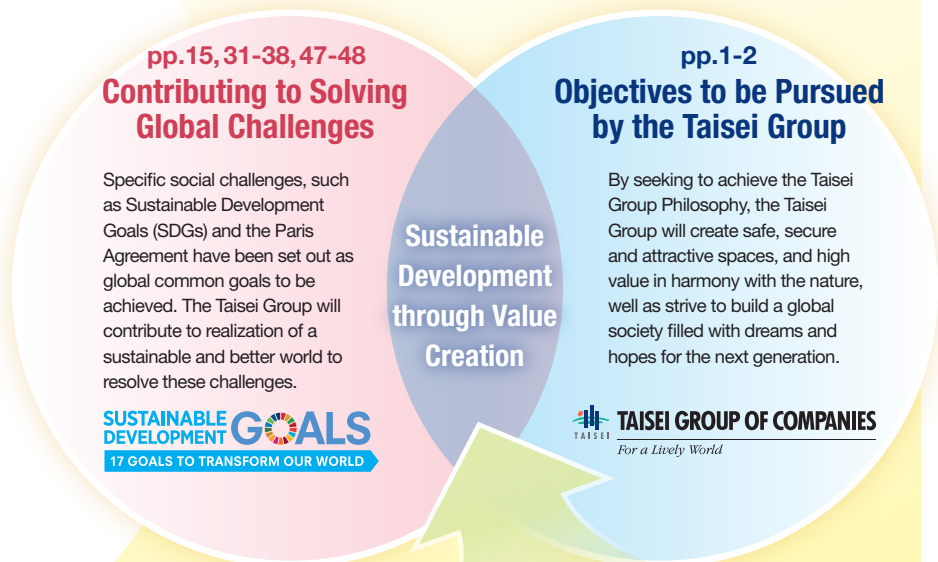 pp.15, 31-38, 47-48
Contributing to Solving
Global Challenges
Specific social challenges, such
as Sustainable Development
Goals (SDGs) and the Paris
Agreement have been set out as
global common goals to be
achieved. The Taisei Group will
contribute to realization of a
sustainable and better world to
resolve these challenges.
SUSTAINABLE
DEVELOPMENT GOALS
17 GOALS TO TRANSFORM OUR WORLD
Sustainable
Development
through Value
Creation
pp.1-2
Objectives to be Pursued
by the Taisei Group
By seeking to achieve the Taisei
Group Philosophy, the Taisei
Group will create safe, secure
and attractive spaces, and high
value in harmony with the nature,
well as strive to build a global
society filled with dreams and
hopes for the next generation.
TAISEI
TAISEI GROUP OF COMPANIES
For a Lively World